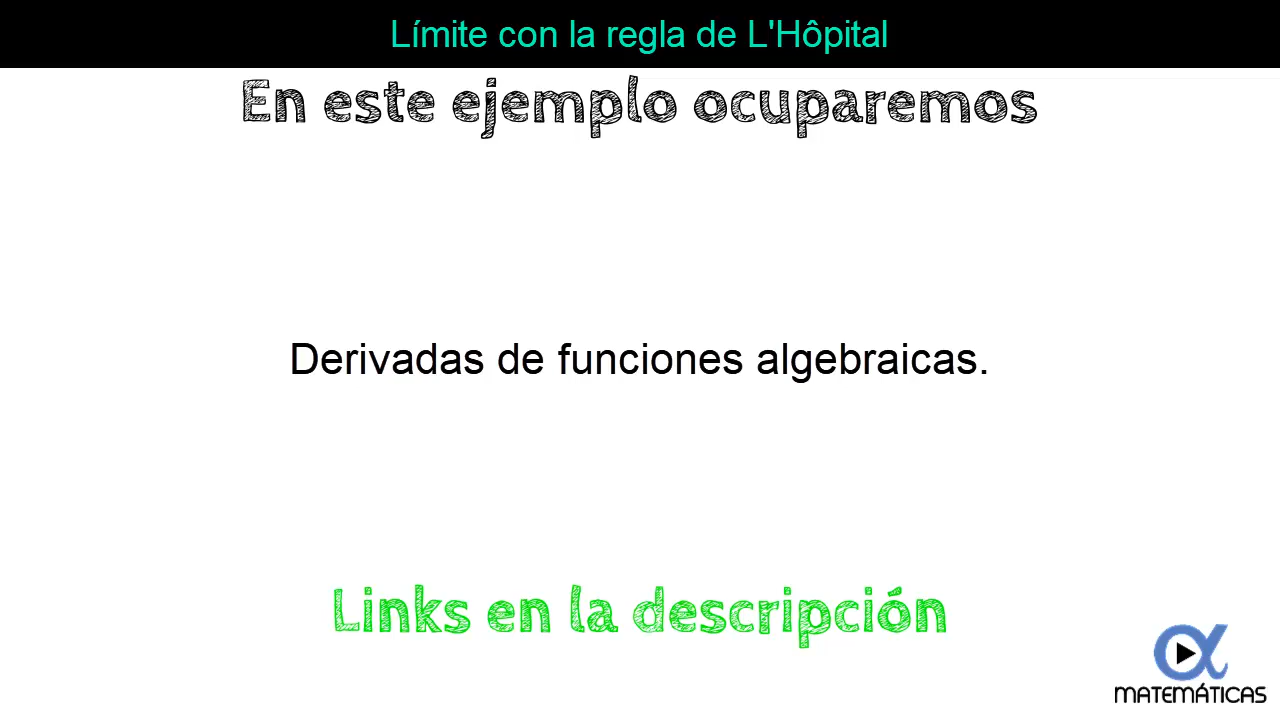 Límite con la regla de L'Hôpital
En este ejemplo ocuparemos
Derivadas de funciones algebraicas.
Links en la descripción
MATEMÁTICAS